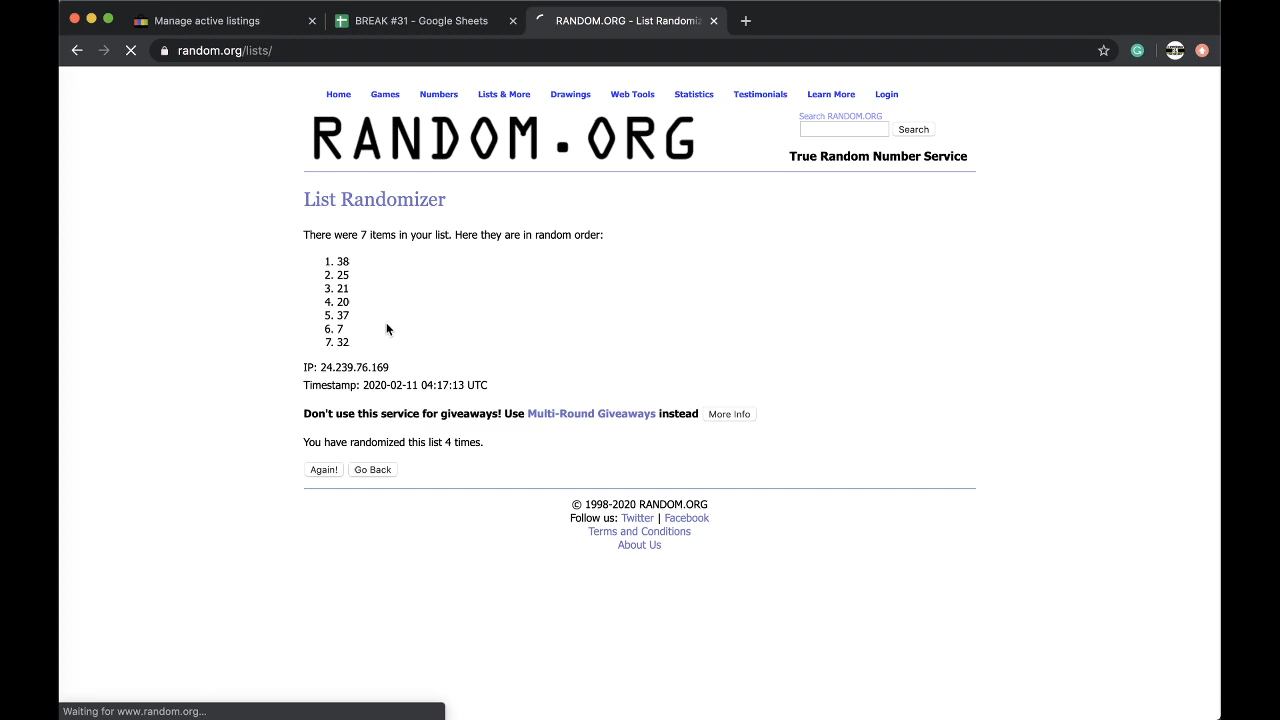 Manage active listings
BREAK #31 - Google Sheets
RANDOM.ORG - List Randomiz
random.org/lists/
Home Games Numbers Lists & More Drawings Web Tools Statistics Testimonials Learn More Login
RANDOM.ORG
Search RANDOM.ORG
Search
True Random Number Service
List Randomizer
There were 7 items in your list. Here they are in random order:
1. 38
2. 25
3. 21
4. 20
5. 37
6. 7
7. 32
IP: 24.239.76.169
Timestamp: 2020-02-11 04:17:13 UTC
Don't use this service for giveaways! Use Multi-Round Giveaways instead More Info
You have randomized this list 4 times.
Again! Go Back
© 1998-2020 RANDOM.ORG
Follow us: Twitter | Facebook
Terms and Conditions
About Us
Waiting for www.random.org...